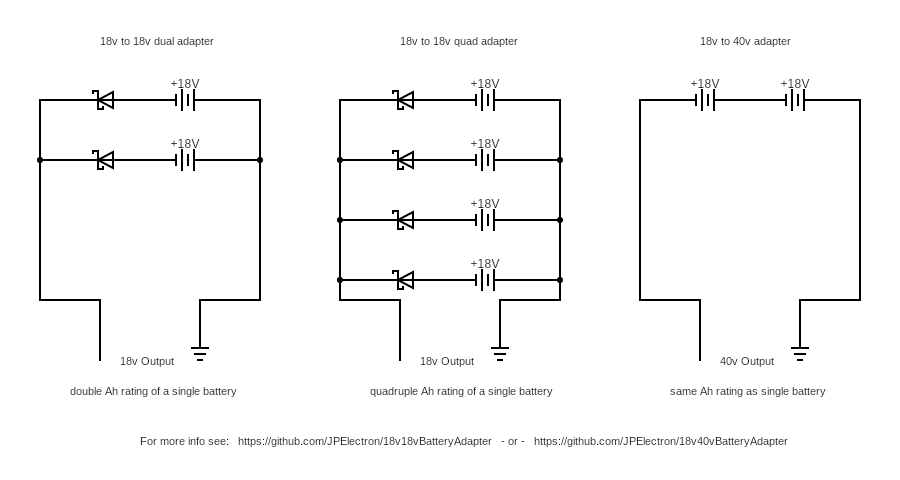 18v to 18v dual adapter
18v to 18v quad adapter
18v to 40v adapter
+18V
+18V
+18V
+18V
+18V
+18V
+18V
+18V
18v Output
18v Output
40v Output
double Ah rating of a single battery
quadruple Ah rating of a single battery
same Ah rating as single battery
For more info see: https://github.com/JPElectron/18v18vBatteryAdapter - or - https://github.com/JPElectron/18v40vBatteryAdapter